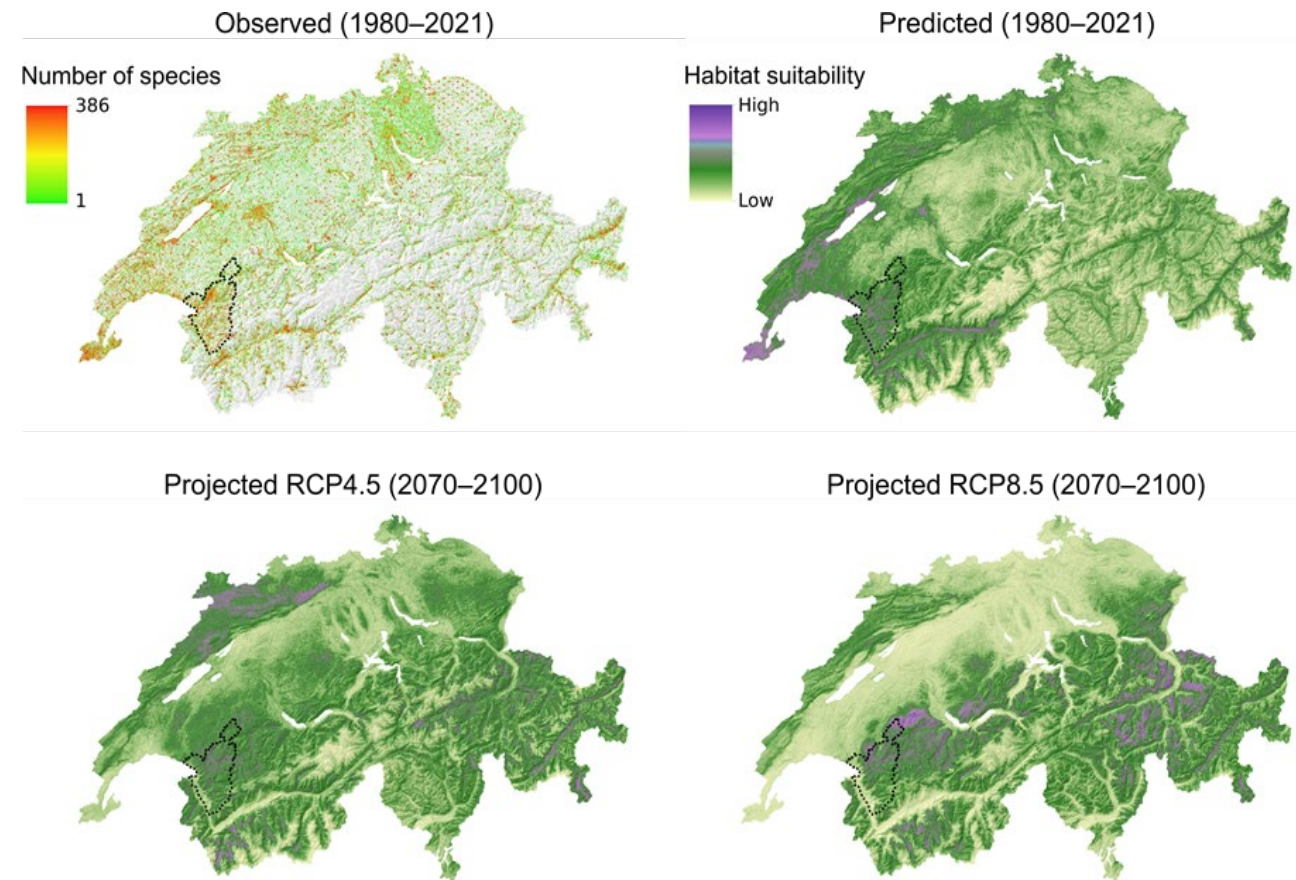 Observed (1980–2021)
Number of species
386
1
Predicted (1980–2021)
Habitat suitability
High
Low
Projected RCP4.5 (2070–2100)
Projected RCP8.5 (2070–2100)